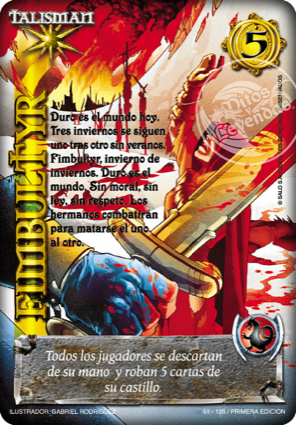 TALISMAN
5
FIMBULTYR
Duro es el mundo hoy.
Tres inviernos se siguen
uno tras otro sin veranos.
Fimbultyr, invierno de
inviernos. Duro es el
mundo. Sin moral, sin
ley, sin respeto. Los
hermanos combatirán
para matarse el uno
al otro.
Todos los jugadores se descartan
de su mano y roban 5 cartas de
su castillo.
ILUSTRADOR: GABRIEL RODRIGUEZ
51 - 126 / PRIMERA EDICION